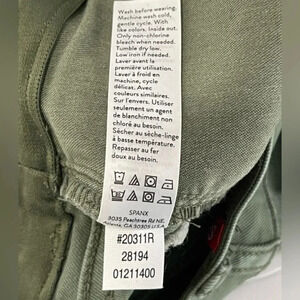 Wash before wearing.
Machine wash cold,
gentle cycle. With
like colors. Inside out.
Only non-chlorine
bleach when needed.
Tumble dry low.
Low iron if needed.
Laver avant la
première utilisation.
Laver à froid en
machine, cycle
délicas. Avec
couleurs similaires.
Sur l'envers. Utiliser
seulement un agent
de blanchiment non
chloré au besoin.
Sécher au sèche-linge
à basse température.
Repasser au fer
doux au besoin.
SPANX
3035 Peachtree Rd NE,
Atlanta, GA 30305 USA
#20311R
28194
01211400